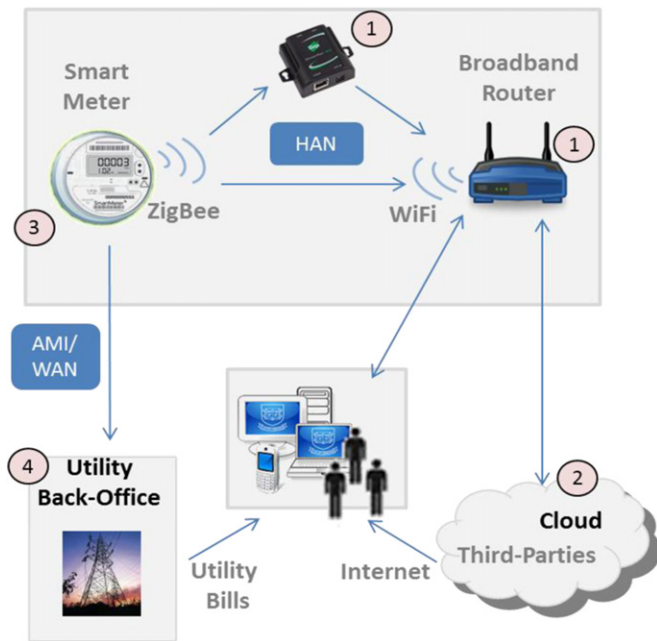 1
Smart
Meter
Broadband
Router
HAN
1
00003
ZigBee
WiFi
3
AMI/
WAN
4
Utility
Back-Office
2
Cloud
Third-Parties
Utility
Bills
Internet